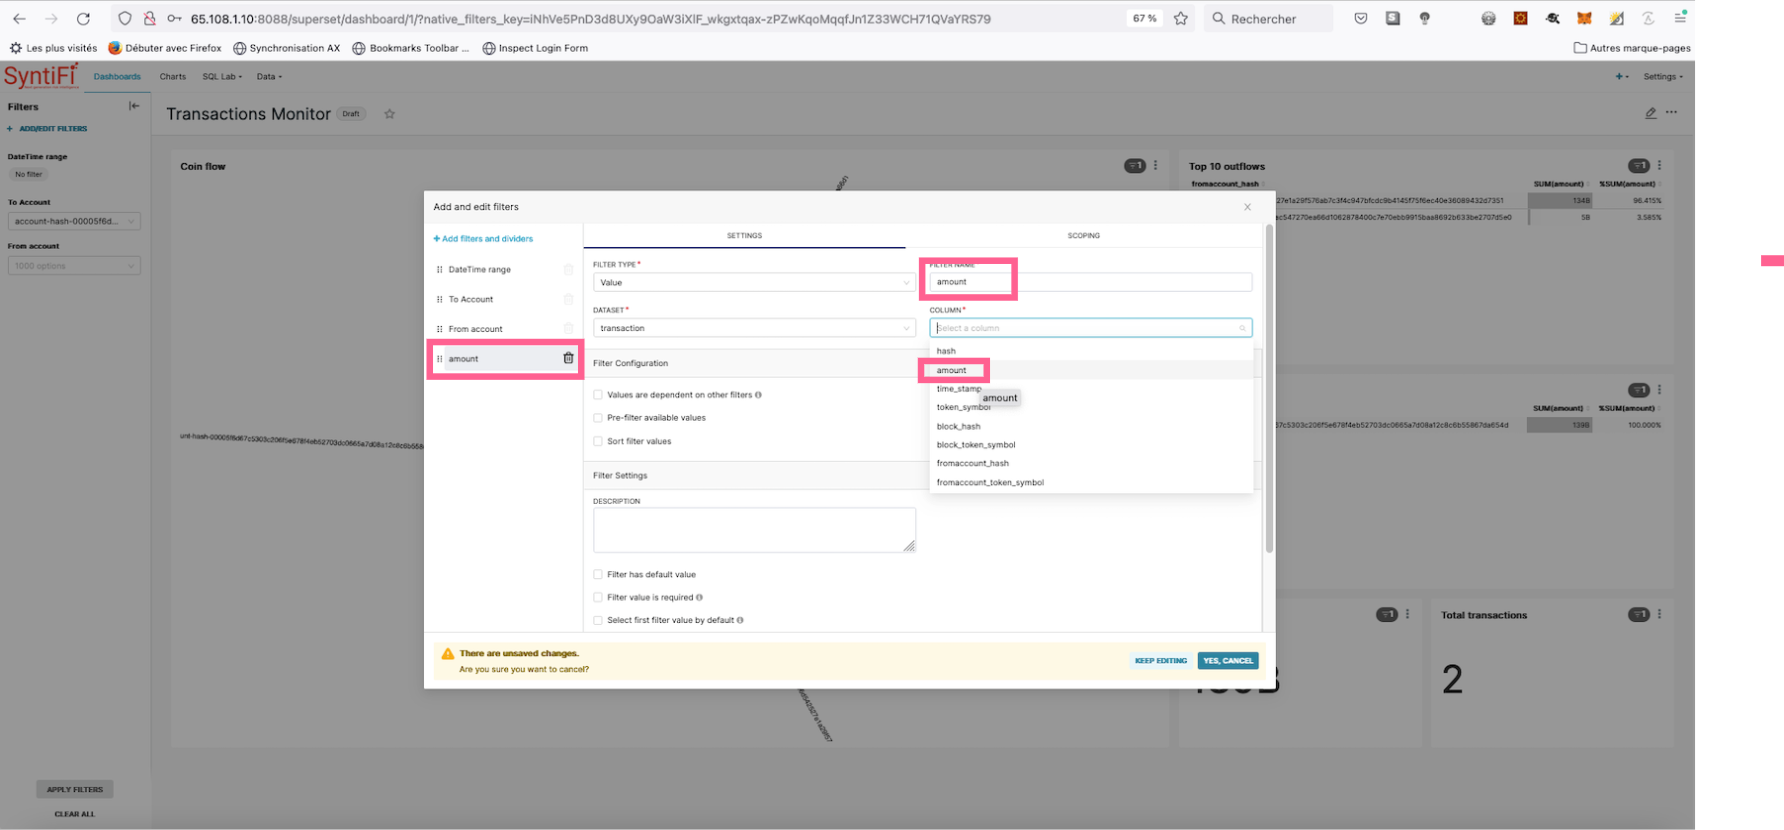 65.108.1.10:8088/superset/dashboard/1/?native_filters_key=iNhVe5PnD3d8UXy9OaW3iXIF_wkgxtqax-zPZwKqoMqqfJn1Z33WCH71QVaYRS79
67 %
Rechercher
Les plus visités
Débuter avec Firefox
Synchronisation AX
Bookmarks Toolbar ...
Inspect Login Form
Autres marque-pages
SyntiFi
Dashboards
Charts
SQL Lab
Data
Settings
Filters
Transactions Monitor
Draft
+ ADD/EDIT FILTERS
DateTime range
No filter
To Account
account-hash-00005f6d...
From account
1000 options
APPLY FILTERS
CLEAR ALL
Coin flow
1
Top 10 outflows
1
fromaccount_hash
SUM(amount)
%SUM(amount)
134B
96.415%
5B
3.585%
1
SUM(amount)
%SUM(amount)
139B
100.000%
1
Total transactions
1
2
Add and edit filters
+ Add filters and dividers
DateTime range
To Account
From account
amount
SETTINGS
SCOPING
FILTER TYPE *
Value
FILTER NAME
amount
DATASET *
transaction
COLUMN *
Select a column
hash
amount
time_stamp
amount
token_symbol
block_hash
block_token_symbol
fromaccount_hash
fromaccount_token_symbol
Filter Configuration
Values are dependent on other filters
Pre-filter available values
Sort filter values
Filter Settings
DESCRIPTION
Filter has default value
Filter value is required
Select first filter value by default
There are unsaved changes.
Are you sure you want to cancel?
KEEP EDITING
YES, CANCEL